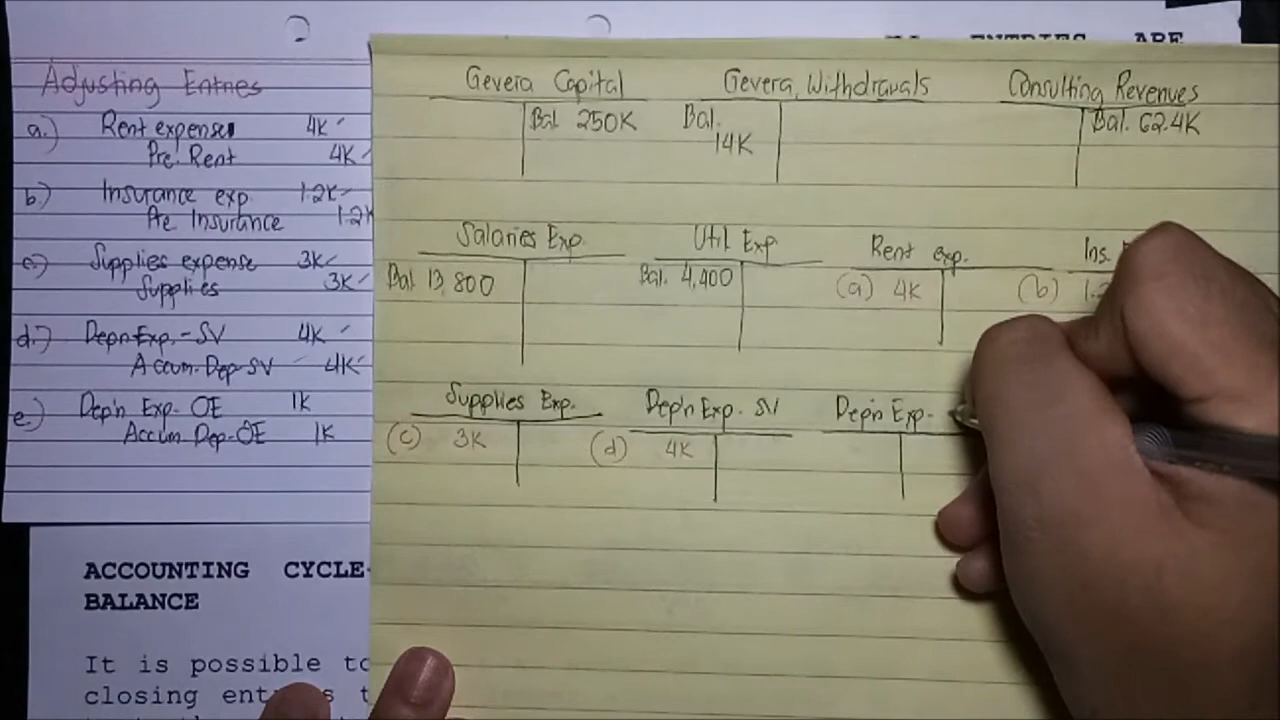 Adjusting Entries
a.) Rent expense 4K
Pre. Rent 4K
b.) Insurance exp 1.2K
Pre Insurance 1.2K
c.) Supplies expense 3K
Supplies 3K
d.) Depn Exp. - SV 4K
Accum. Dep-SV 4K
e.) Dep'n Exp. OE 1K
Accum. Dep-OE 1K
ACCOUNTING CYCLE
BALANCE
It is possible to
closing
ENTRIES ARE
Gevera Capital Gevera, Withdrawals Consulting Revenues
Bal. 250K Bal. Bal. 62.4K
14K
Salaries Exp. Util Exp Rent exp. Ins.
Bal 13,800 Bal. 4,400 (a) 4K (b)
Supplies Exp. Dep'n Exp. SV Dep'n Exp.
(c) 3K (d) 4K